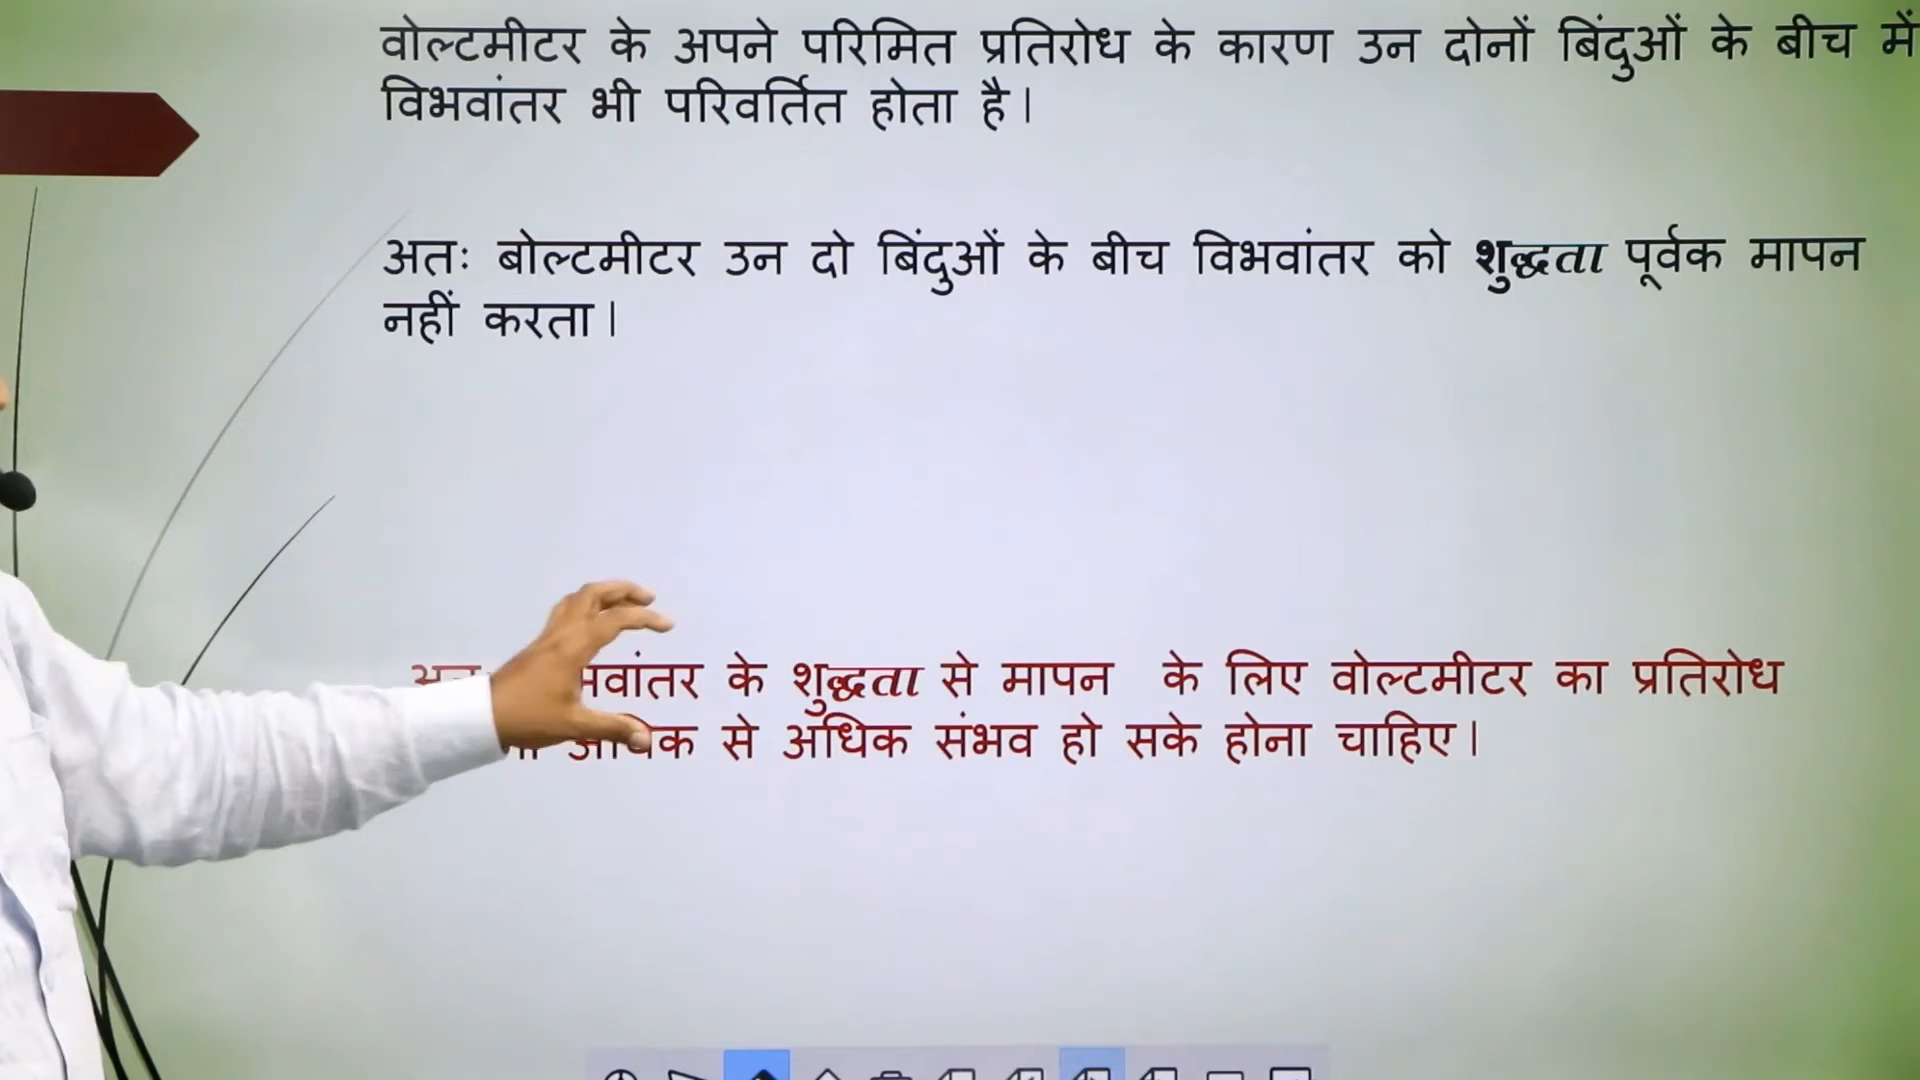 वोल्टमीटर के अपने परिमित प्रतिरोध के कारण उन दोनों बिंदुओं के बीच में
विभवांतर भी परिवर्तित होता है।
अतः बोल्टमीटर उन दो बिंदुओं के बीच विभवांतर को शुद्धता पूर्वक मापन
नहीं करता।
के शुद्धता से मापन के लिए वोल्टमीटर का प्रतिरोध
से अधिक संभव हो सके होना चाहिए।